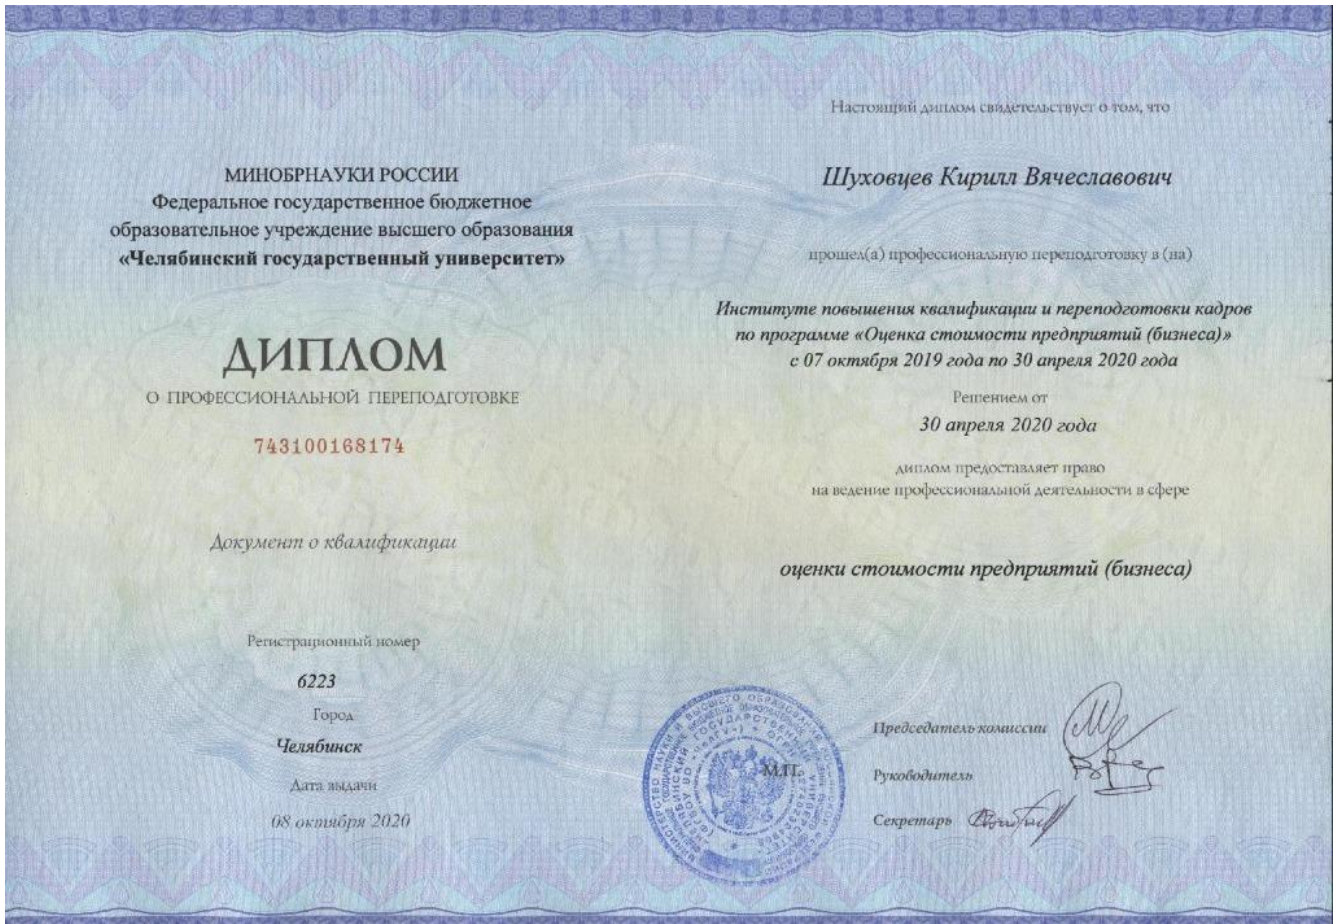 МИНОБРНАУКИ РОССИИ
Федеральное государственное бюджетное
образовательное учреждение высшего образования
«Челябинский государственный университет»
ДИПЛОМ
О ПРОФЕССИОНАЛЬНОЙ ПЕРЕПОДГОТОВКЕ
743100168174
Документ о квалификации
Регистрационный номер
6223
Город
Челябинск
Дата выдачи
08 октября 2020
Настоящий диплом свидетельствует о том, что
Шуховцев Кирилл Вячеславович
прошел(а) профессиональную переподготовку в (на)
Институте повышения квалификации и переподготовки кадров
по программе «Оценка стоимости предприятий (бизнеса)»
с 07 октября 2019 года по 30 апреля 2020 года
Решением от
30 апреля 2020 года
диплом предоставляет право
на ведение профессиональной деятельности в сфере
оценки стоимости предприятий (бизнеса)
М.П.
Председатель комиссии
Руководитель
Секретарь